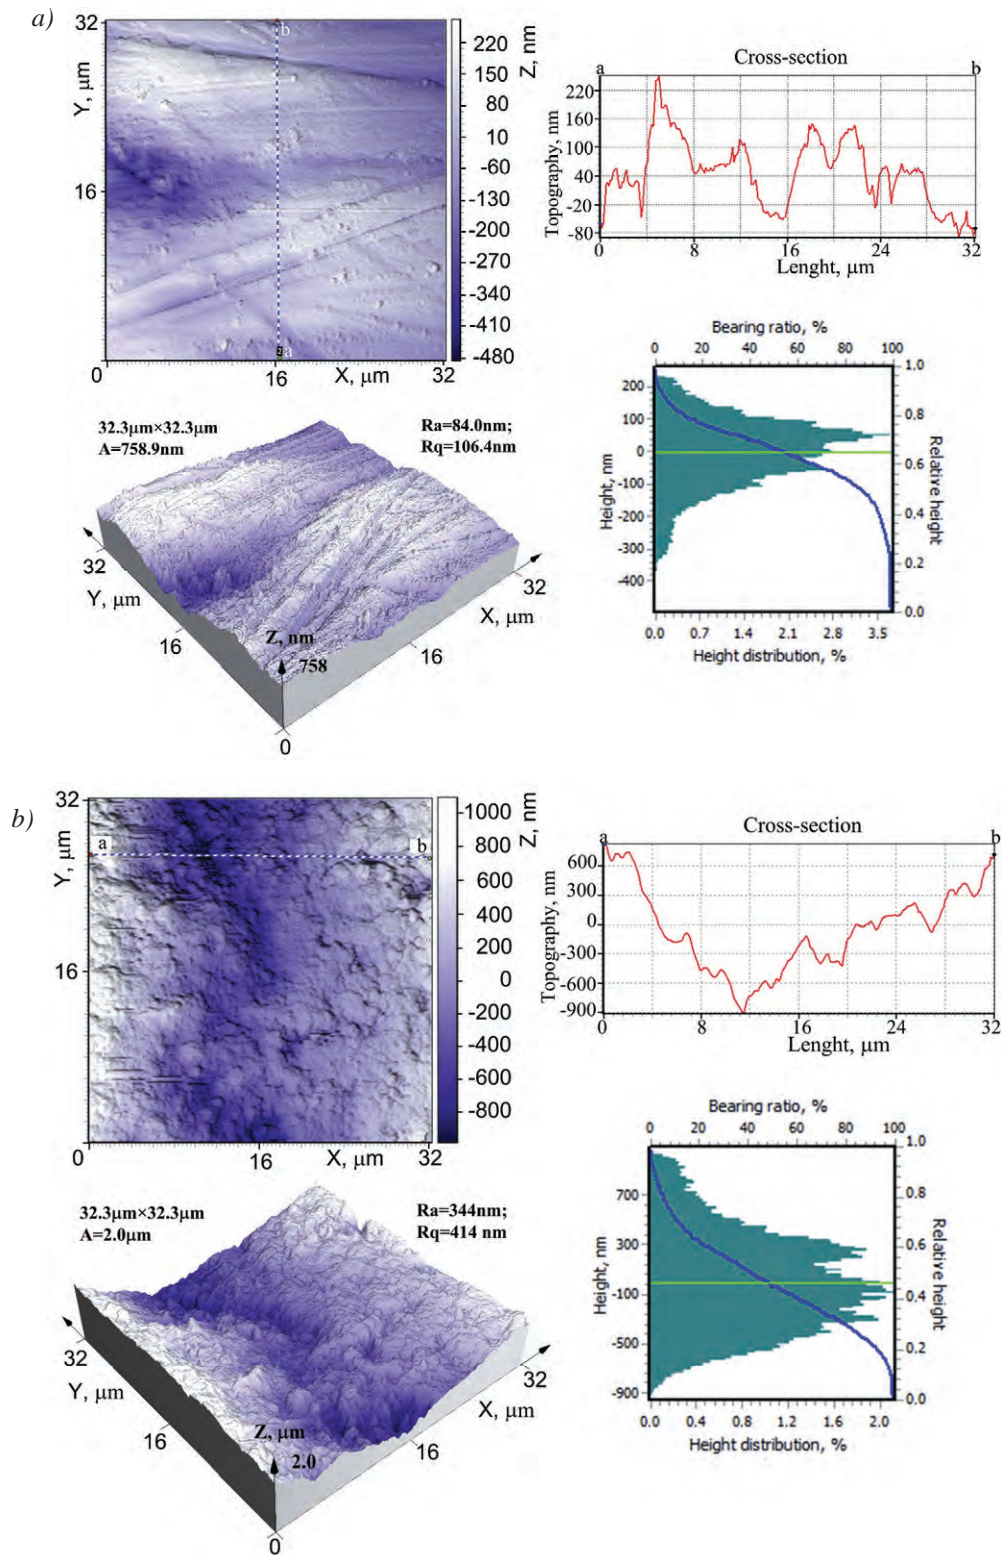 a)
32
16
0
16
32
Y, µm
X, µm
b
a
220
150
80
10
-60
-130
-200
-270
-340
-410
-480
Z, nm
Cross-section
a
b
220
160
100
40
-20
-80
Topography, nm
0
8
16
24
32
Lenght, µm
Bearing ratio, %
0 20 40 60 80 100
200
100
0
-100
-200
-300
-400
Height, nm
1.0
0.8
0.6
0.4
0.2
0.0
Relative height
0.0 0.7 1.4 2.1 2.8 3.5
Height distribution, %
32.3µm×32.3µm
A=758.9nm
Ra=84.0nm;
Rq=106.4nm
32
Y, µm
16
Z, nm
758
0
16
X, µm
32
b)
32
16
0
16
32
Y, µm
X, µm
a
b
1000
800
600
400
200
0
-200
-400
-600
-800
Z, nm
Cross-section
a
b
600
300
0
-300
-600
-900
Topography, nm
0
8
16
24
32
Lenght, µm
Bearing ratio, %
0 20 40 60 80 100
700
300
-100
-500
-900
Height, nm
1.0
0.8
0.6
0.4
0.2
0.0
Relative height
0.0 0.4 0.8 1.2 1.6 2.0
Height distribution, %
32.3µm×32.3µm
A=2.0µm
Ra=344nm;
Rq=414 nm
32
Y, µm
16
Z, µm
2.0
0
16
X, µm
32